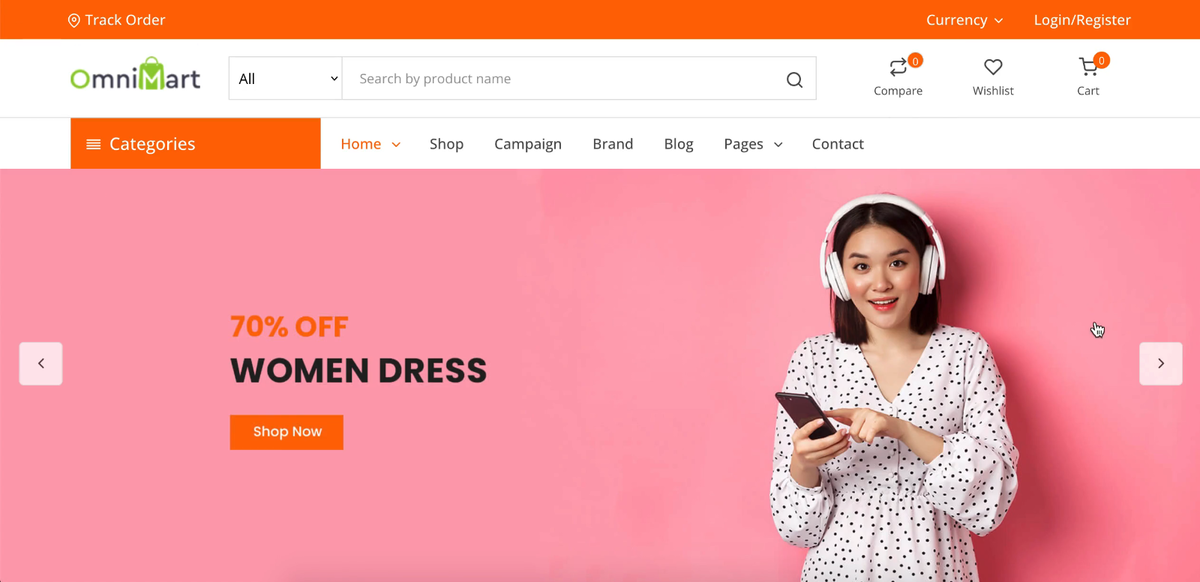 Track Order
Currency
Login/Register
OmniMart
All
Search by product name
0
Compare
Wishlist
0
Cart
Categories
Home
Shop
Campaign
Brand
Blog
Pages
Contact
70% OFF
WOMEN DRESS
Shop Now